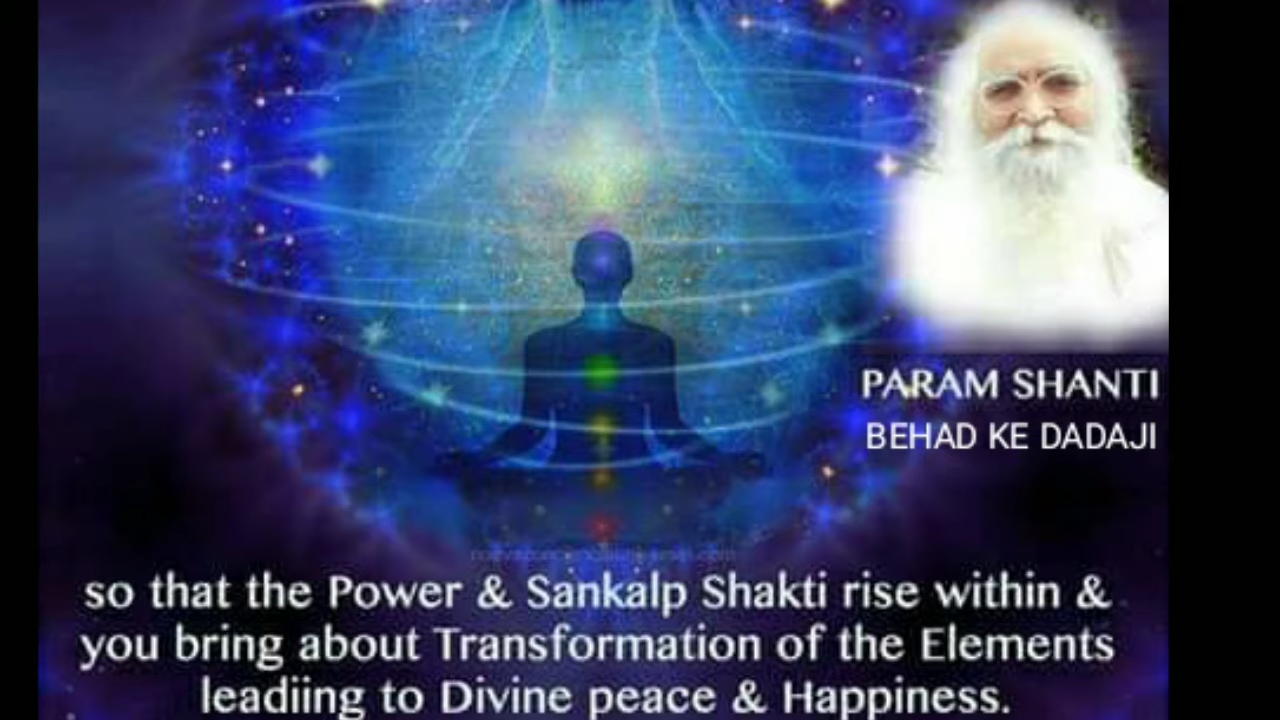 PARAM SHANTI
BEHAD KE DADAJI
so that the Power & Sankalp Shakti rise within &
you bring about Transformation of the Elements
leadiing to Divine peace & Happiness.